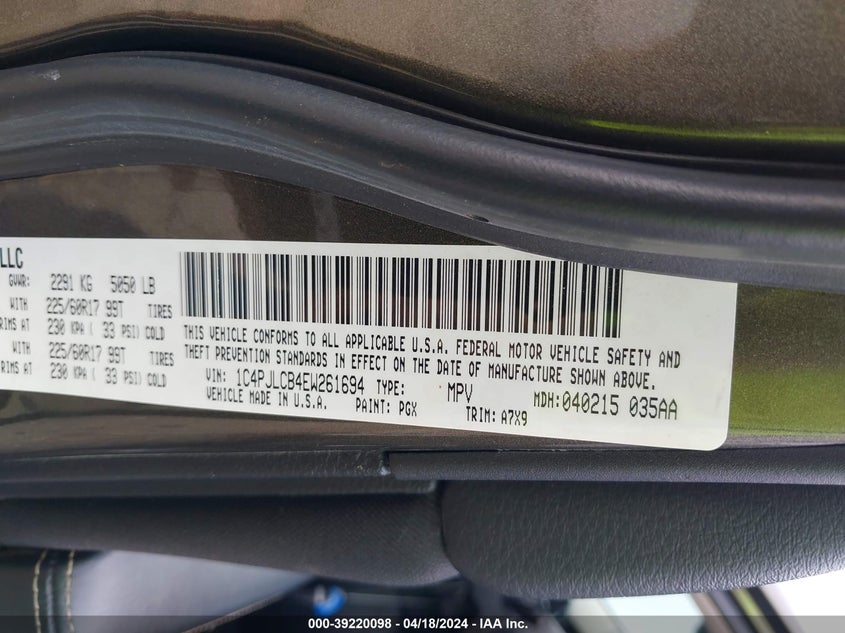 LLC
GVWR: 2291 KG 5050 LB
WITH 225/60R17 99T TIRES
RIMS AT 230 KPA ( 33 PSI) COLD
WITH 225/60R17 99T TIRES
RIMS AT 230 KPA ( 33 PSI) COLD
THIS VEHICLE CONFORMS TO ALL APPLICABLE U.S.A. FEDERAL MOTOR VEHICLE SAFETY AND
THEFT PREVENTION STANDARDS IN EFFECT ON THE DATE OF MANUFACTURE SHOWN ABOVE.
VIN: 1C4PJLCB4EW261694 TYPE: MPV MDH:040215 035AA
VEHICLE MADE IN U.S.A. PAINT: PGX TRIM: A7X9
000-39220098 - 04/18/2024 - IAA Inc.